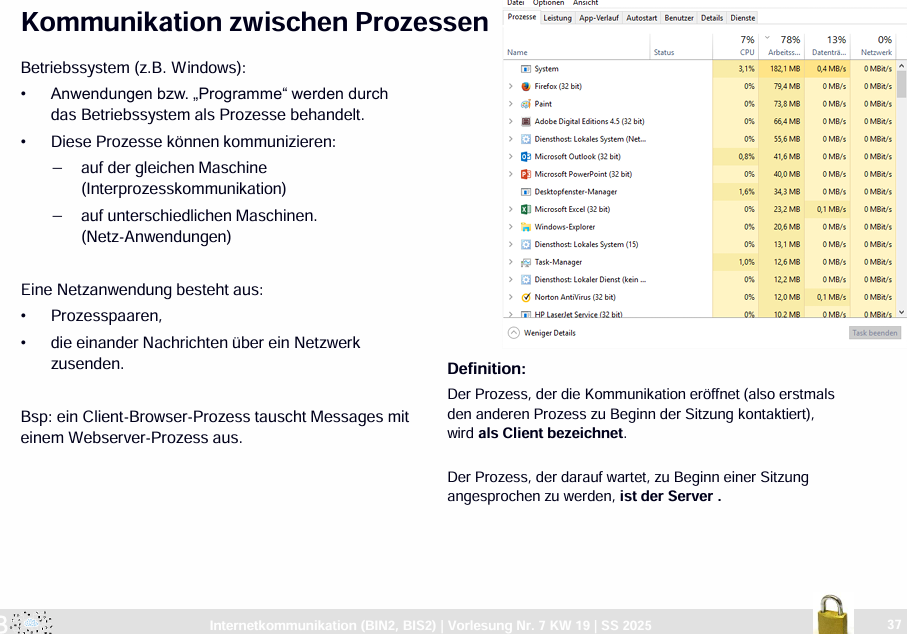 Kommunikation zwischen Prozessen
Betriebssystem (z.B. Windows):
• Anwendungen bzw. „Programme“ werden durch
das Betriebssystem als Prozesse behandelt.
• Diese Prozesse können kommunizieren:
– auf der gleichen Maschine
(Interprozesskommunikation)
– auf unterschiedlichen Maschinen.
(Netz-Anwendungen)
Eine Netzanwendung besteht aus:
• Prozesspaaren,
• die einander Nachrichten über ein Netzwerk
zusenden.
Bsp: ein Client-Browser-Prozess tauscht Messages mit
einem Webserver-Prozess aus.
Datei Optionen Ansicht
Prozesse Leistung App-Verlauf Autostart Benutzer Details Dienste
7% 78% 13% 0%
Name Status CPU Arbeitss... Datenträ... Netzwerk
System 3,1% 182,1 MB 0,4 MB/s 0 MBit/s
Firefox (32 bit) 0% 79,4 MB 0 MB/s 0 MBit/s
Paint 0% 73,8 MB 0 MB/s 0 MBit/s
Adobe Digital Editions 4.5 (32 bit) 0% 66,4 MB 0 MB/s 0 MBit/s
Diensthost: Lokales System (Net... 0% 55,6 MB 0 MB/s 0 MBit/s
Microsoft Outlook (32 bit) 0,8% 41,6 MB 0 MB/s 0 MBit/s
Microsoft PowerPoint (32 bit) 0% 40,0 MB 0 MB/s 0 MBit/s
Desktopfenster-Manager 1,6% 34,3 MB 0 MB/s 0 MBit/s
Microsoft Excel (32 bit) 0% 23,2 MB 0,1 MB/s 0 MBit/s
Windows-Explorer 0% 20,6 MB 0 MB/s 0 MBit/s
Diensthost: Lokales System (15) 0% 13,1 MB 0 MB/s 0 MBit/s
Task-Manager 1,0% 12,6 MB 0 MB/s 0 MBit/s
Diensthost: Lokaler Dienst (kein ... 0% 12,2 MB 0 MB/s 0 MBit/s
Norton AntiVirus (32 bit) 0% 12,0 MB 0,1 MB/s 0 MBit/s
HP LaserJet Service (32 bit) 0% 10,2 MB 0 MB/s 0 MBit/s
Weniger Details Task beenden
Definition:
Der Prozess, der die Kommunikation eröffnet (also erstmals
den anderen Prozess zu Beginn der Sitzung kontaktiert),
wird als Client bezeichnet.
Der Prozess, der darauf wartet, zu Beginn einer Sitzung
angesprochen zu werden, ist der Server .
Internetkommunikation (BIN2, BIS2) | Vorlesung Nr. 7 KW 19 | SS 2025
37